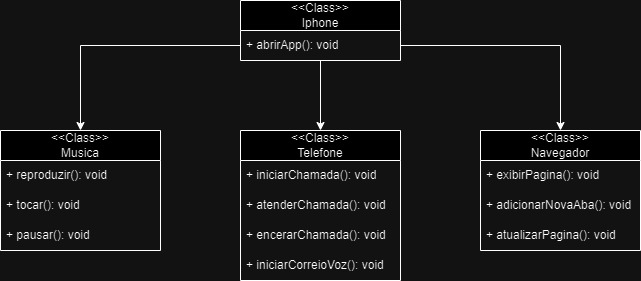 <<Class>>
Iphone
+ abrirApp(): void
<<Class>>
Musica
+ reproduzir(): void
+ tocar(): void
+ pausar(): void
<<Class>>
Telefone
+ iniciarChamada(): void
+ atenderChamada(): void
+ encerarChamada(): void
+ iniciarCorreioVoz(): void
<<Class>>
Navegador
+ exibirPagina(): void
+ adicionarNovaAba(): void
+ atualizarPagina(): void